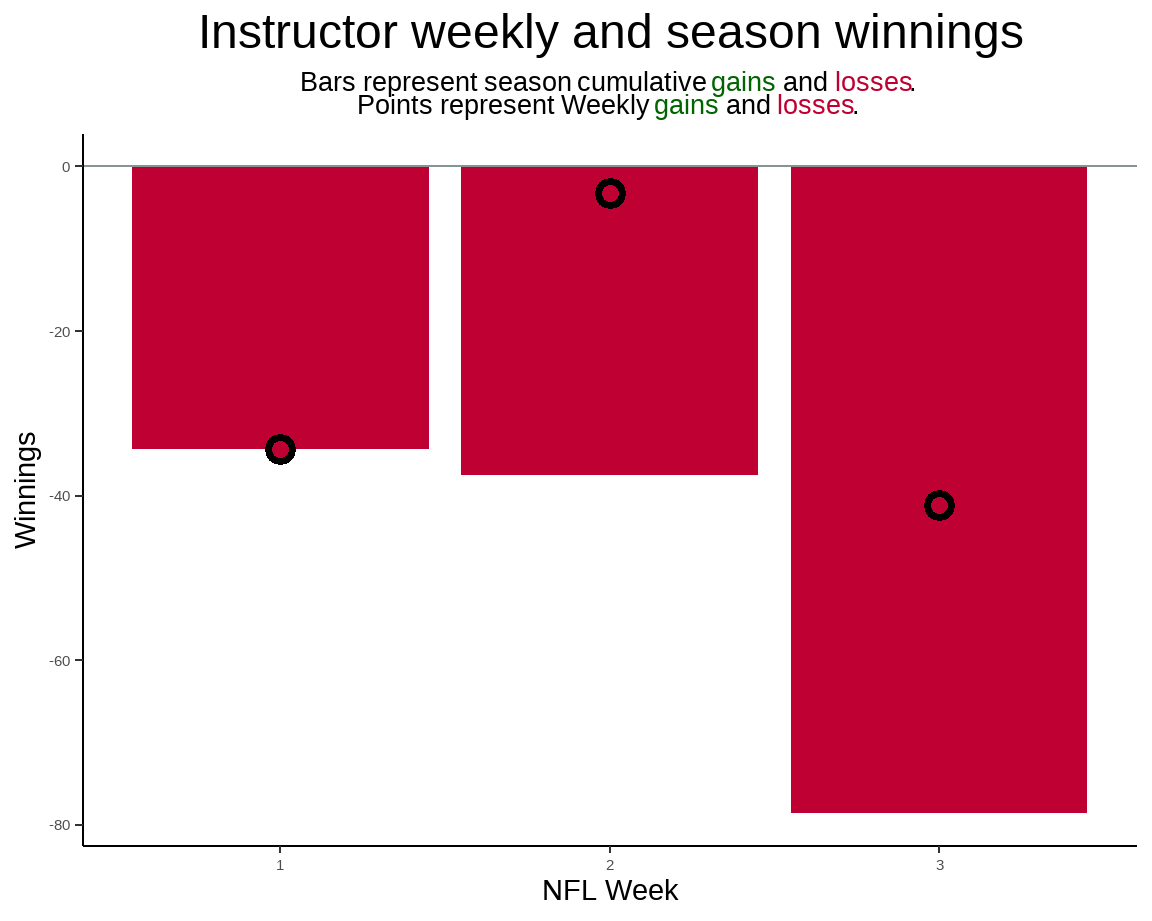 Instructor weekly and season winnings
Bars represent season cumulative gains and losses.
Points represent Weekly gains and losses.
0
-20
-40
-60
-80
Winnings
1
2
3
NFL Week